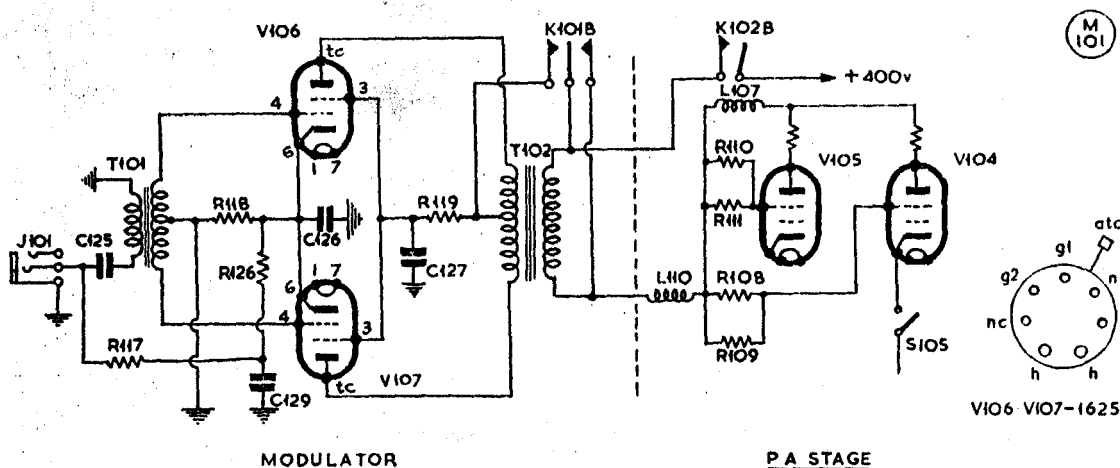 M
101
V106
K101B
K102B
+400v
tc
L107
3
4
6
1 7
T101
T102
R110
V105
V104
R111
R118
R119
J101
C125
C126
C127
R126
L110
R108
1 7
6
4
3
R109
S105
R117
C129
tc
V107
g1
g2
n
nc
h
h
V106 V107-1625
MODULATOR
PA STAGE